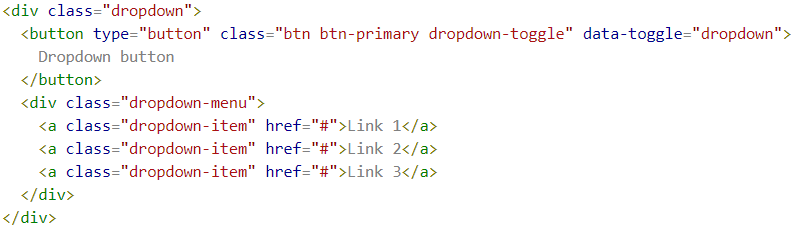 <div class="dropdown">
  <button type="button" class="btn btn-primary dropdown-toggle" data-toggle="dropdown">
    Dropdown button
  </button>
  <div class="dropdown-menu">
    <a class="dropdown-item" href="#">Link 1</a>
    <a class="dropdown-item" href="#">Link 2</a>
    <a class="dropdown-item" href="#">Link 3</a>
  </div>
</div>